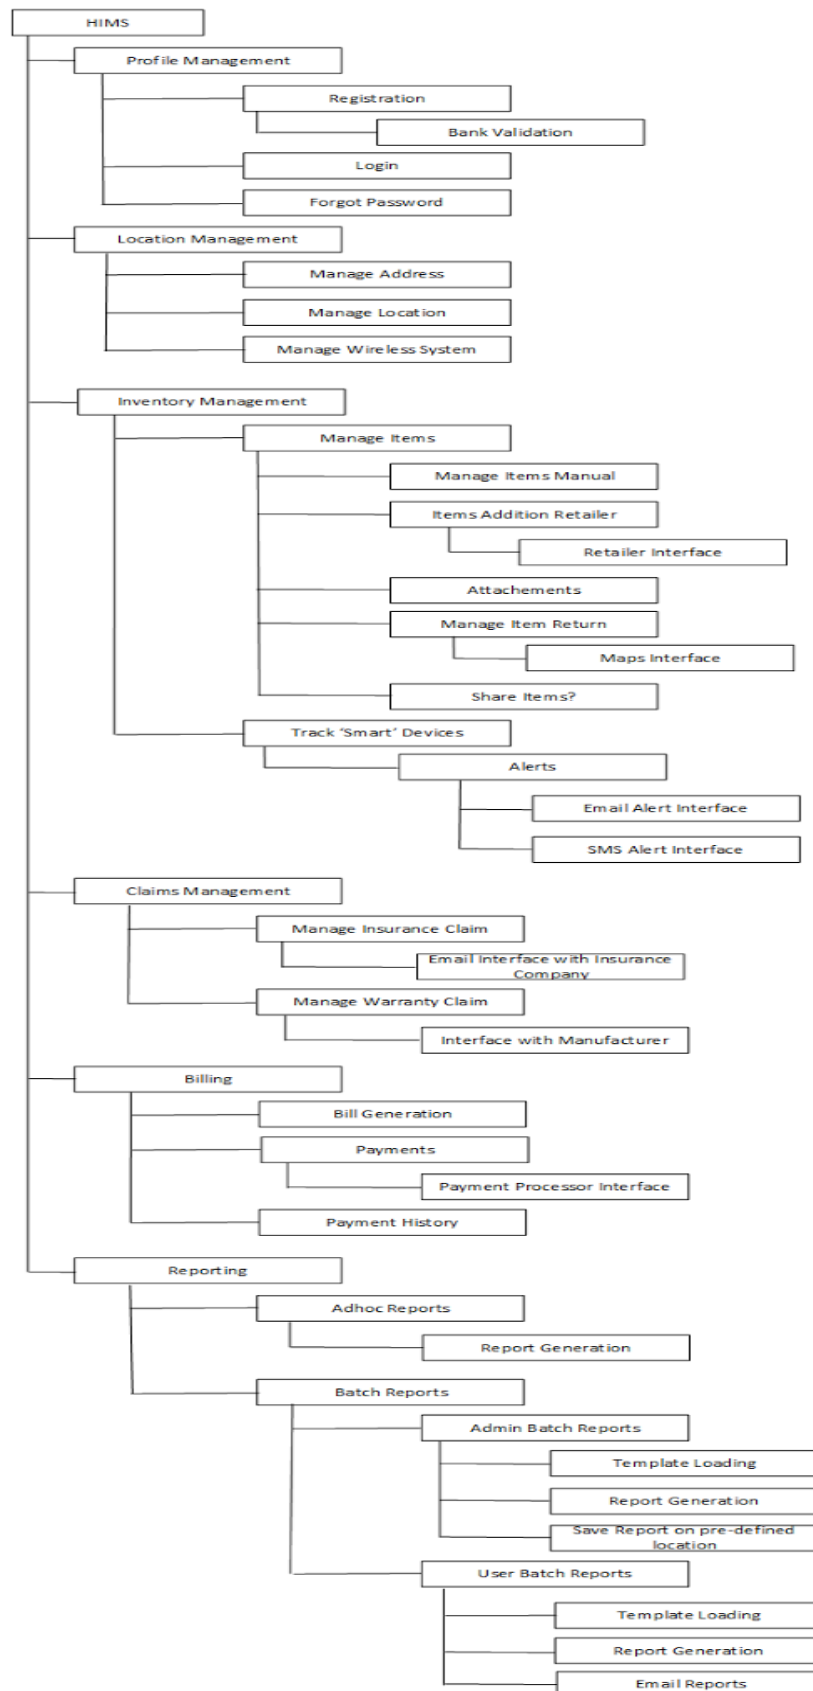 HIMS
Profile Management
Registration
Bank Validation
Login
Forgot Password
Location Management
Manage Address
Manage Location
Manage Wireless System
Inventory Management
Manage Items
Manage Items Manual
Items Addition Retailer
Retailer Interface
Attachements
Manage Item Return
Maps Interface
Share Items?
Track ‘Smart’ Devices
Alerts
Email Alert Interface
SMS Alert Interface
Claims Management
Manage Insurance Claim
Email Interface with Insurance
Company
Manage Warranty Claim
Interface with Manufacturer
Billing
Bill Generation
Payments
Payment Processor Interface
Payment History
Reporting
Adhoc Reports
Report Generation
Batch Reports
Admin Batch Reports
Template Loading
Report Generation
Save Report on pre-defined
location
User Batch Reports
Template Loading
Report Generation
Email Reports